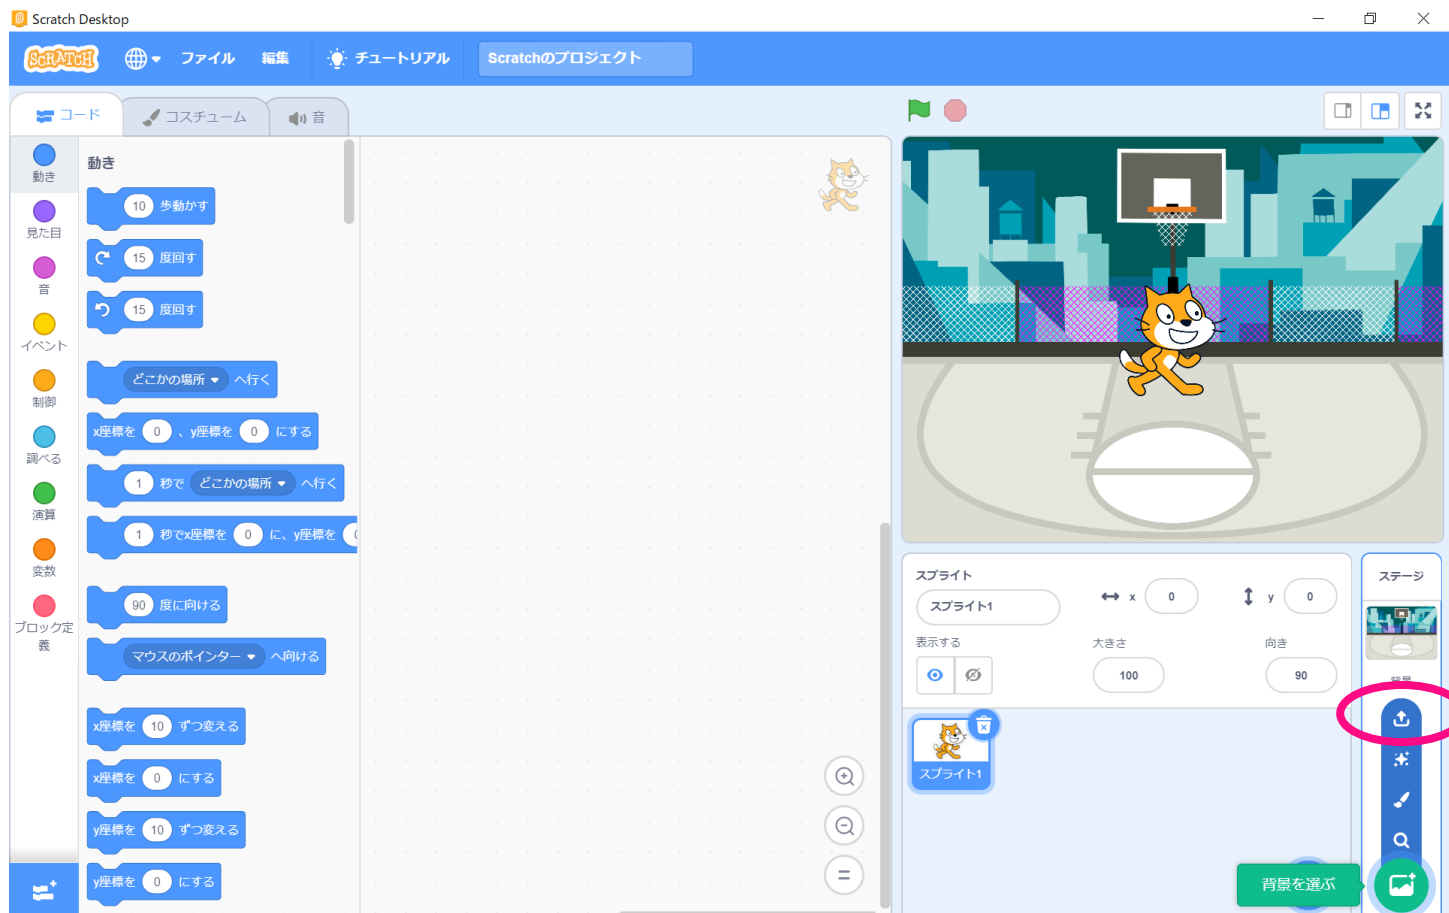 Scratch Desktop
SCRATCH
ファイル
編集
チュートリアル
Scratchのプロジェクト
コード
コスチューム
音
動き
見た目
音
イベント
制御
調べる
演算
変数
ブロック定
義
動き
10 歩動かす
15 度回す
15 度回す
どこかの場所 へ行く
x座標を 0 、y座標を 0 にする
1 秒で どこかの場所 へ行く
1 秒でx座標を 0 に、y座標を
90 度に向ける
マウスのポインター へ向ける
x座標を 10 ずつ変える
x座標を 0 にする
y座標を 10 ずつ変える
y座標を 0 にする
スプライト
スプライト1
x 0
y 0
表示する
大きさ
100
向き
90
スプライト1
ステージ
背景
背景を選ぶ